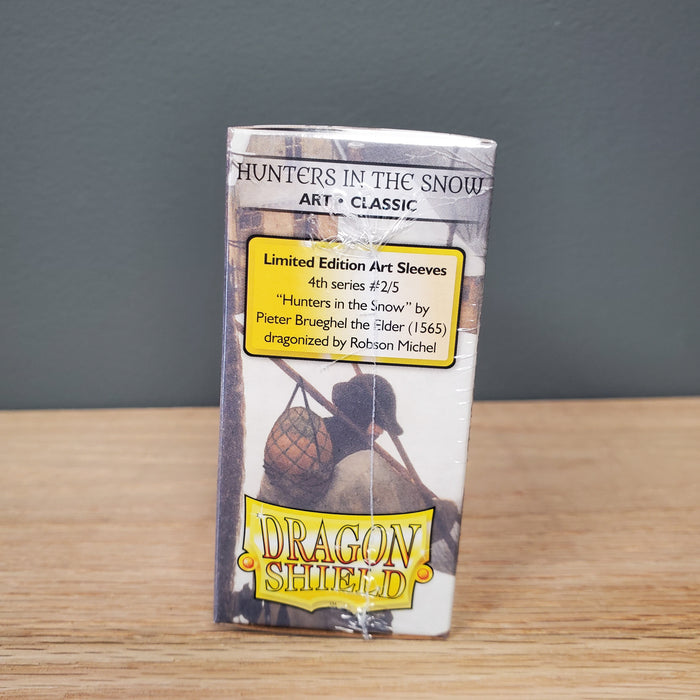 HUNTERS IN THE SNOW
ART • CLASSIC
Limited Edition Art Sleeves
4th series #2/5
“Hunters in the Snow” by
Pieter Brueghel the Elder (1565)
dragonized by Robson Michel
DRAGON
SHIELD